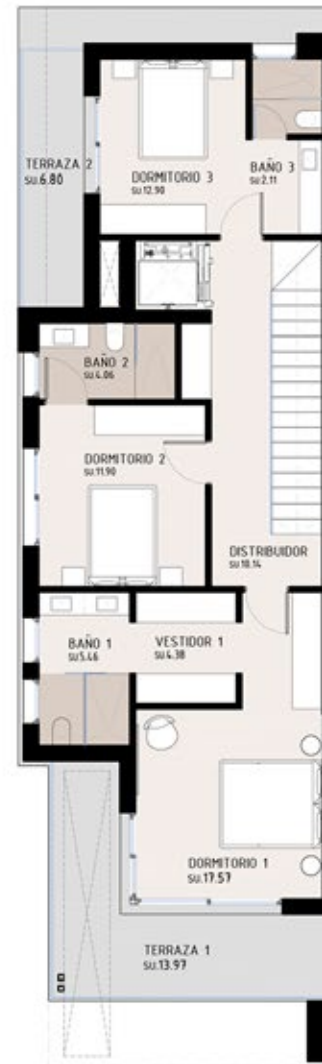 TERRAZA 2
su.6.80
DORMITORIO 3
su.12.90
BAÑO 3
su.2.11
BAÑO 2
su.4.06
DORMITORIO 2
su.11.90
DISTRIBUIDOR
su.10.14
BAÑO 1
su.5.46
VESTIDOR 1
su.4.38
DORMITORIO 1
su.17.57
TERRAZA 1
su.13.97